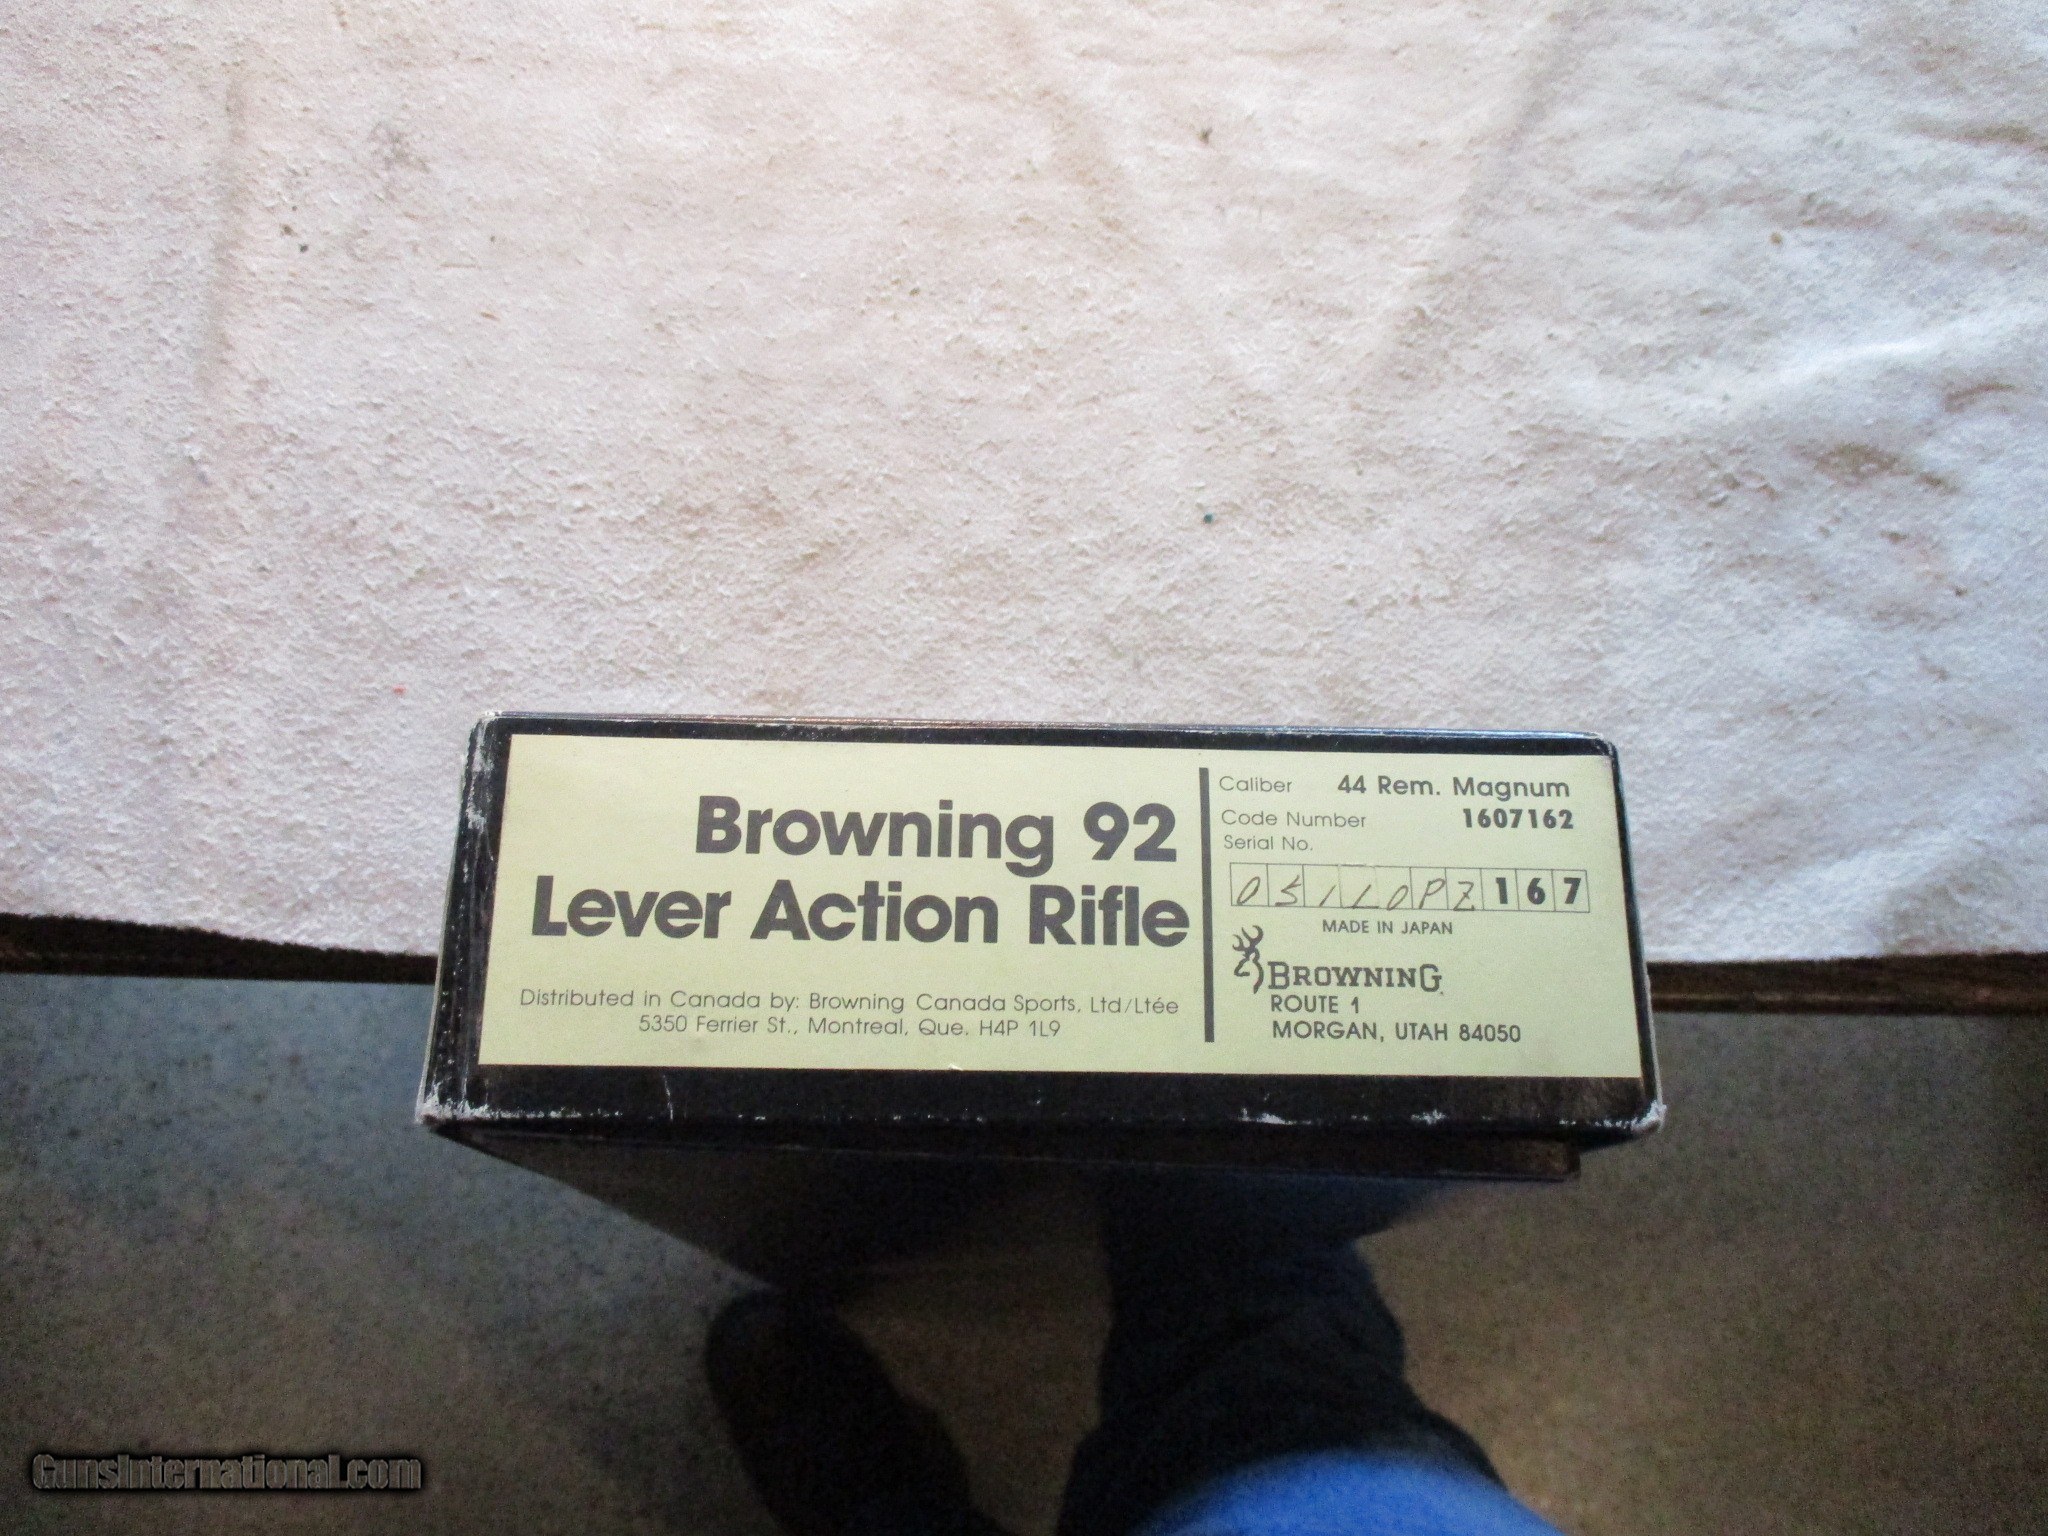 Browning 92
Lever Action Rifle
Distributed in Canada by: Browning Canada Sports, Ltd/Ltée
5350 Ferrier St., Montreal, Que. H4P 1L9
Caliber 44 Rem. Magnum
Code Number 1607162
Serial No.
051LOPZ167
MADE IN JAPAN
BROWNING.
ROUTE 1
MORGAN, UTAH 84050
GunsInternational.com